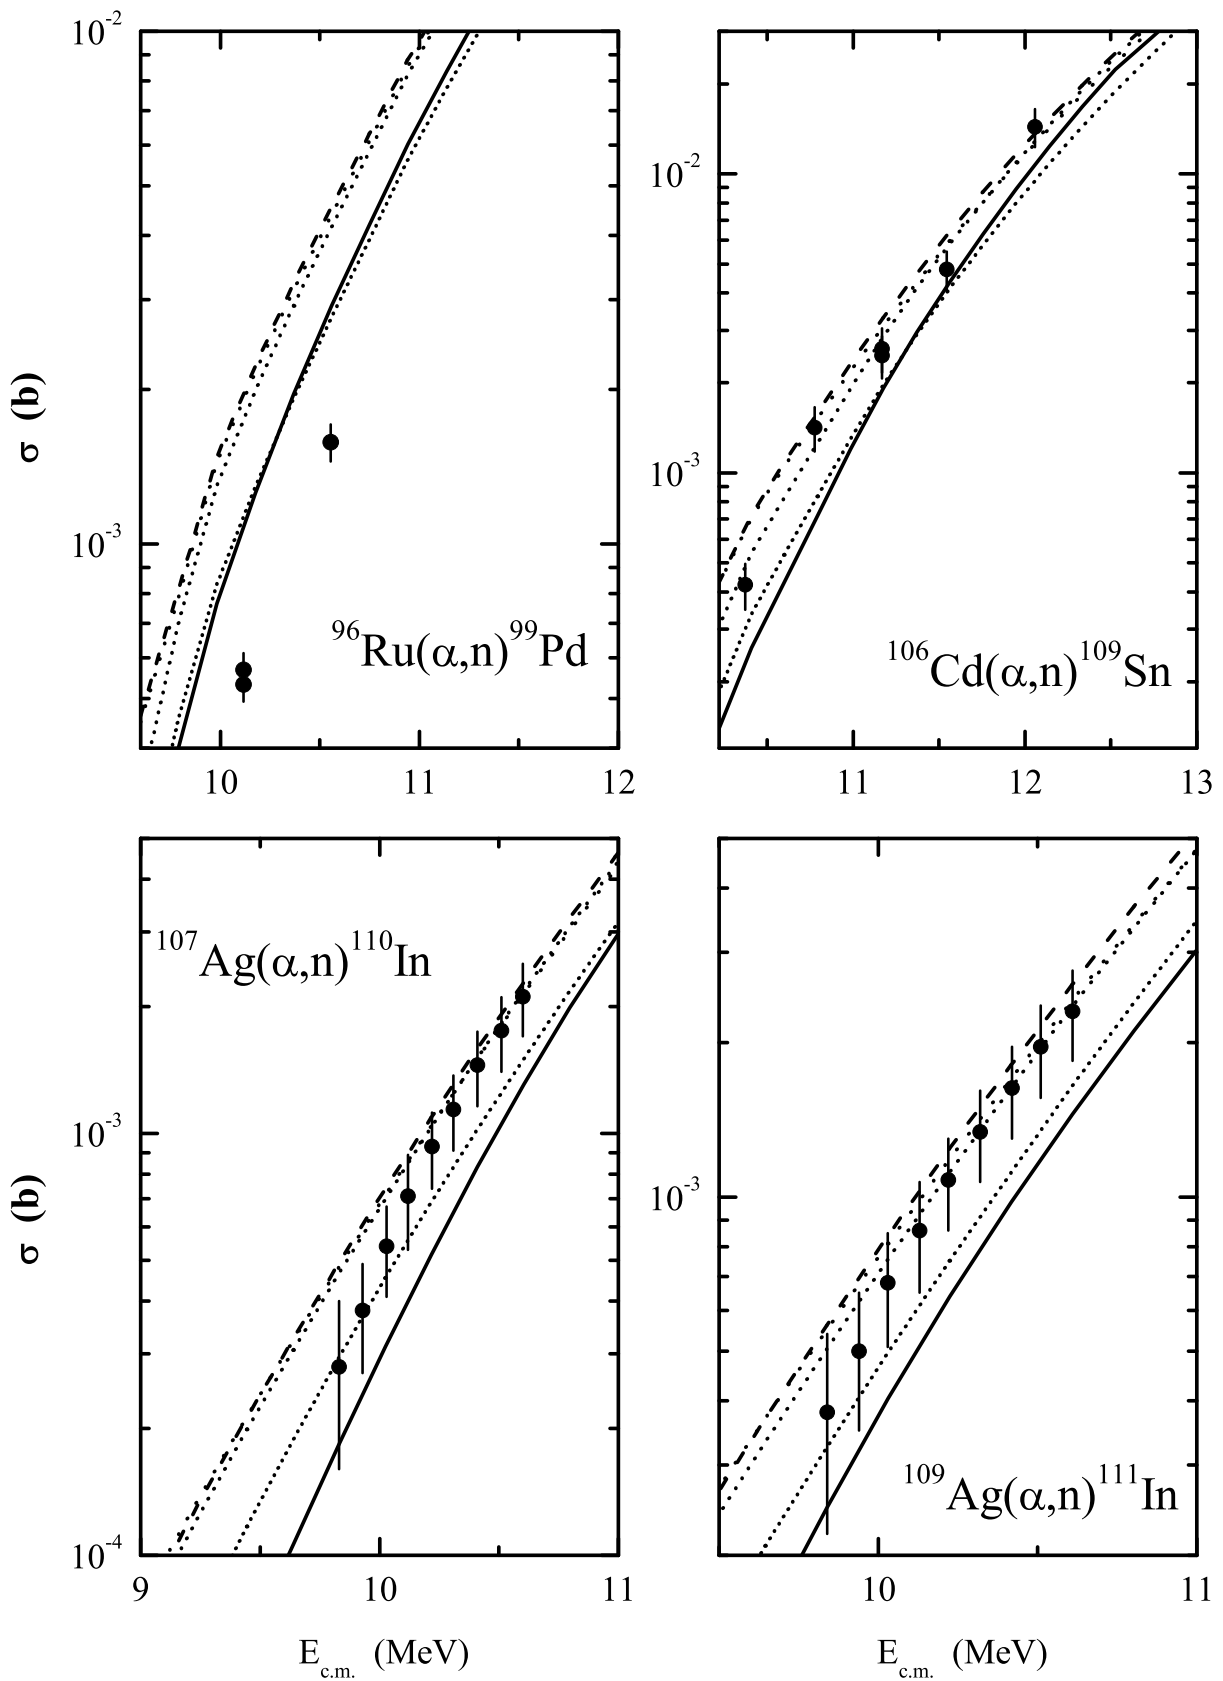 10⁻²
10⁻³
σ (b)
⁹⁶Ru(α,n)⁹⁹Pd
10 11 12
10⁻²
10⁻³
¹⁰⁶Cd(α,n)¹⁰⁹Sn
11 12 13
¹⁰⁷Ag(α,n)¹¹⁰In
10⁻³
σ (b)
10⁻⁴
9 10 11
E_c.m. (MeV)
10⁻³
¹⁰⁹Ag(α,n)¹¹¹In
10 11
E_c.m. (MeV)